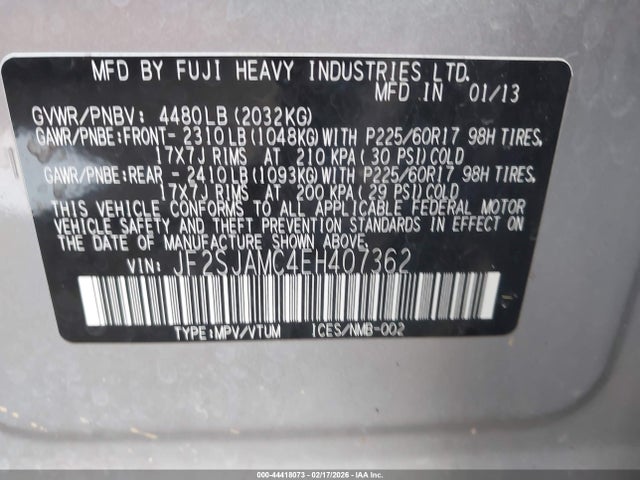 MFD BY FUJI HEAVY INDUSTRIES LTD.
MFD IN 01/13
GVWR/PNBV: 4480LB(2032KG)
GAWR/PNBE:FRONT- 2310LB(1048KG)WITH P225/60R17 98H TIRES,
17X7J RIMS AT 210 KPA(30 PSI)COLD
GAWR/PNBE:REAR - 2410LB(1093KG)WITH P225/60R17 98H TIRES,
17X7J RIMS AT 200 KPA(29 PSI)COLD
THIS VEHICLE CONFORMS TO ALL APPLICABLE FEDERAL MOTOR
VEHICLE SAFETY AND THEFT PREVENTION STANDARDS IN EFFECT
ON THE DATE OF MANUFACTURE SHOWN ABOVE.
VIN: JF2SJAMC4EH407362
TYPE:MPV/VTUM ICES/NMB-002
000-44418073 - 02/17/2026 - IAAI.COM